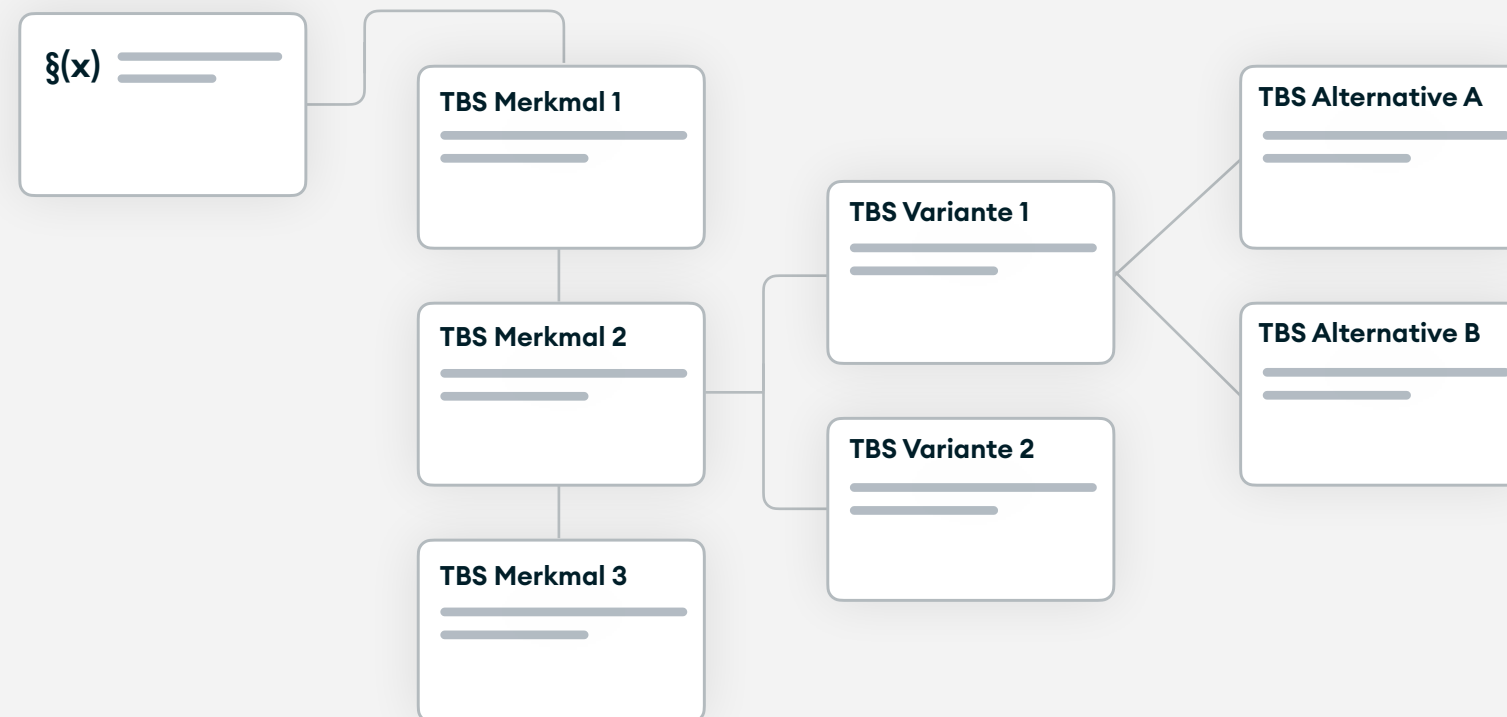 §(x)
TBS Merkmal 1
TBS Merkmal 2
TBS Merkmal 3
TBS Variante 1
TBS Variante 2
TBS Alternative A
TBS Alternative B